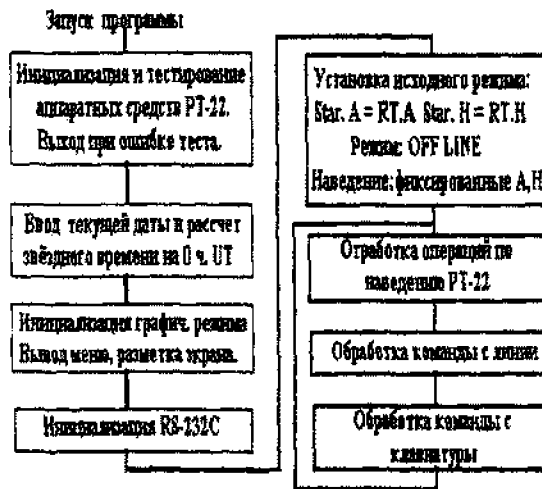 Запуск программы
Инициализация и тестирование
аппаратных средств РТ-22.
Выход при ошибке теста.
Ввод текущей даты и рассчет
звёздного времени на 0 ч. UT
Инициализация графич. режима
Вывод меню, разметка экрана.
Инициализация RS-232C
Установка исходного режима:
Star. A = RT.A Star. H = RT.H
Режим: OFF LINE
Наведение: фиксированные A,H
Отработка операций по
наведению РТ-22
Обработка команды с линии
Обработка команды с
клавиатуры